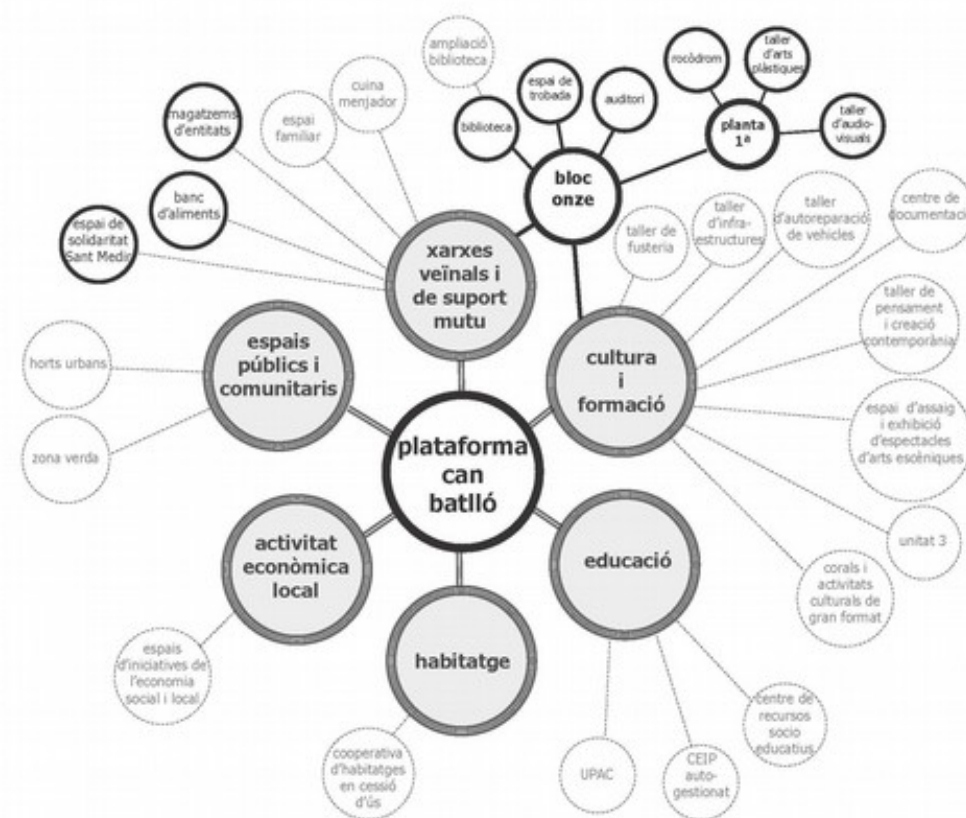 ampliació
biblioteca
rocòdrom
taller
d'arts
plàstiques
espai de
trobada
cuina
menjador
magatzems
d'entitats
espai
familiar
biblioteca
auditori
planta
1ª
taller
d'audio-
visuals
bloc
onze
banc
d'aliments
espai de
solidaritat
Sant Medir
xarxes
veïnals i
de suport
mutu
taller de
fusteria
taller
d'infra-
estructures
taller
d'autoreparació
de vehicles
centre de
documentaci
taller de
pensament
i creació
contemporània
espais
públics i
comunitaris
horts urbans
cultura
i
formació
espai d'assaig
i exhibició
d'espectacles
d'arts escèniques
zona verda
plataforma
can
batlló
unitat 3
activitat
econòmica
local
educació
corals i
activitats
culturals de
gran format
habitatge
espais
d'iniciatives de
l'economia
social i local
centre de
recursos
socio
educatius
cooperativa
d'habitatges
en cessió
d'ús
UPAC
CEIP
auto-
gestionat